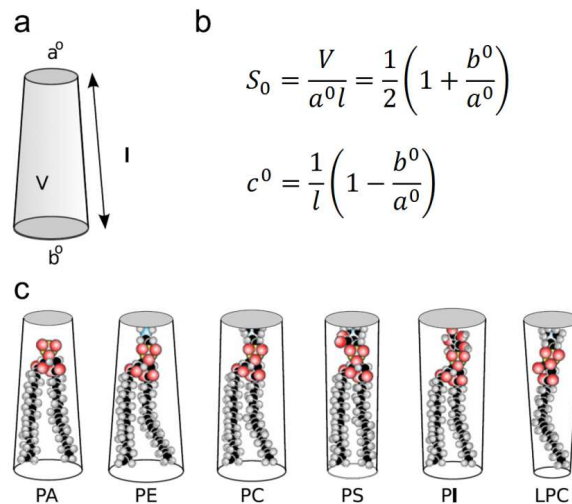 a
b
a⁰
V
l
b⁰
S₀ = V/(a⁰l) = 1/2 (1 + b⁰/a⁰)
c⁰ = 1/l (1 − b⁰/a⁰)
c
PA PE PC PS PI LPC